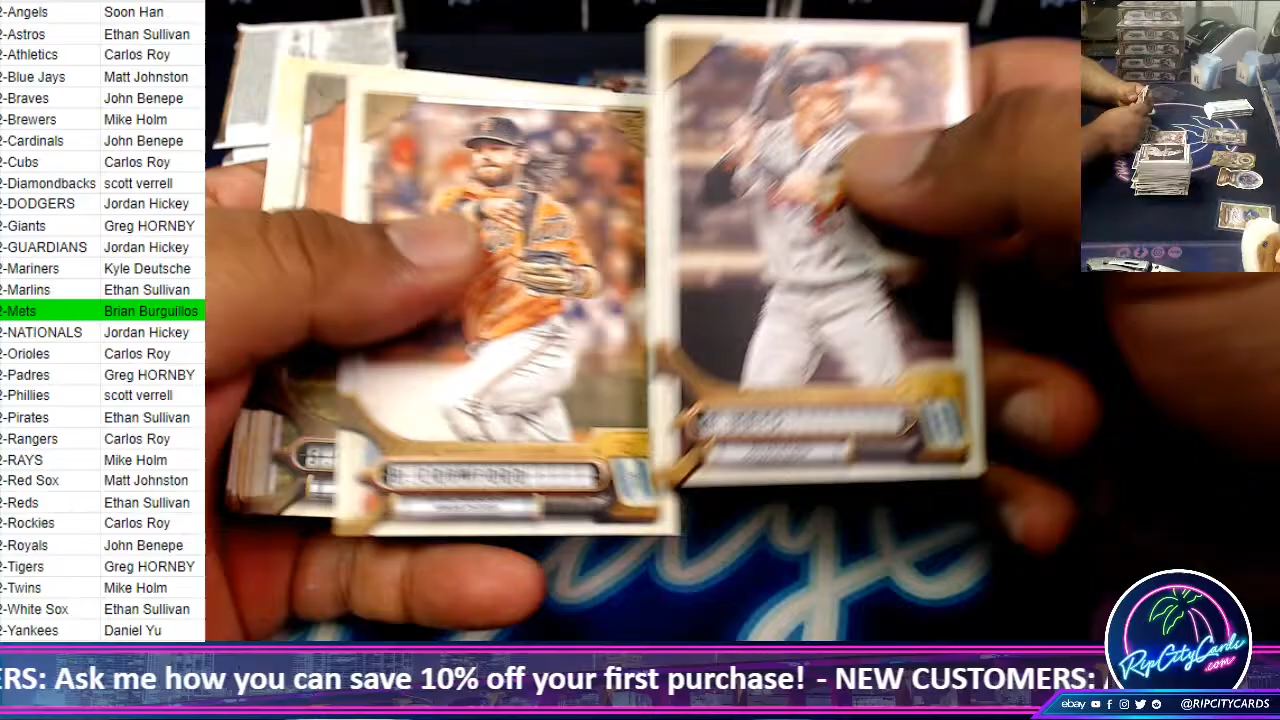 2-Angels Soon Han
2-Astros Ethan Sullivan
2-Athletics Carlos Roy
2-Blue Jays Matt Johnston
2-Braves John Benepe
2-Brewers Mike Holm
2-Cardinals John Benepe
2-Cubs Carlos Roy
2-Diamondbacks scott verrell
2-DODGERS Jordan Hickey
2-Giants Greg HORNBY
2-GUARDIANS Jordan Hickey
2-Mariners Kyle Deutsche
2-Marlins Ethan Sullivan
2-Mets Brian Burguillos
2-NATIONALS Jordan Hickey
2-Orioles Carlos Roy
2-Padres Greg HORNBY
2-Phillies scott verrell
2-Pirates Ethan Sullivan
2-Rangers Carlos Roy
2-RAYS Mike Holm
2-Red Sox Matt Johnston
2-Reds Ethan Sullivan
2-Rockies Carlos Roy
2-Royals John Benepe
2-Tigers Greg HORNBY
2-Twins Mike Holm
2-White Sox Ethan Sullivan
2-Yankees Daniel Yu
B. CRAWFORD
ERS: Ask me how you can save 10% off your first purchase! - NEW CUSTOMERS:
RipCityCards
.com
ebay @RIPCITYCARDS